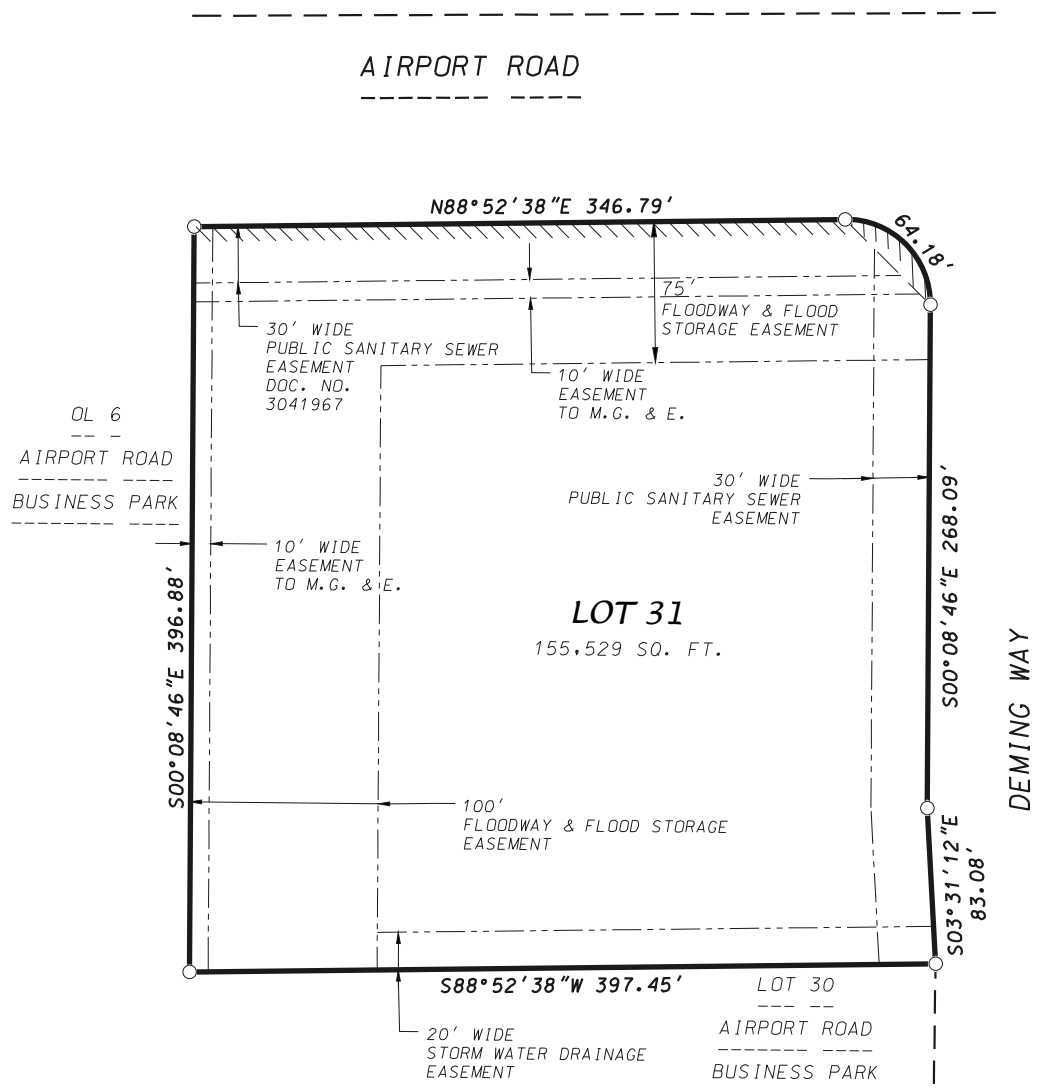 AIRPORT ROAD
N88°52'38"E 346.79'
64.18'
75'
FLOODWAY & FLOOD
STORAGE EASEMENT
30' WIDE
PUBLIC SANITARY SEWER
EASEMENT
DOC. NO.
3041967
10' WIDE
EASEMENT
TO M.G. & E.
OL 6
AIRPORT ROAD
BUSINESS PARK
30' WIDE
PUBLIC SANITARY SEWER
EASEMENT
S00°08'46"E 268.09'
10' WIDE
EASEMENT
TO M.G. & E.
S00°08'46"E 396.88'
LOT 31
155,529 SQ. FT.
DEMING WAY
100'
FLOODWAY & FLOOD STORAGE
EASEMENT
S03°31'12"E
83.08'
S88°52'38"W 397.45'
LOT 30
AIRPORT ROAD
BUSINESS PARK
20' WIDE
STORM WATER DRAINAGE
EASEMENT